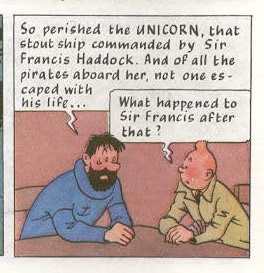 So perished the UNICORN, that
stout ship commanded by Sir
Francis Haddock. And of all the
pirates aboard her, not one es-
caped with
his life...
What happened to
Sir Francis after
that?